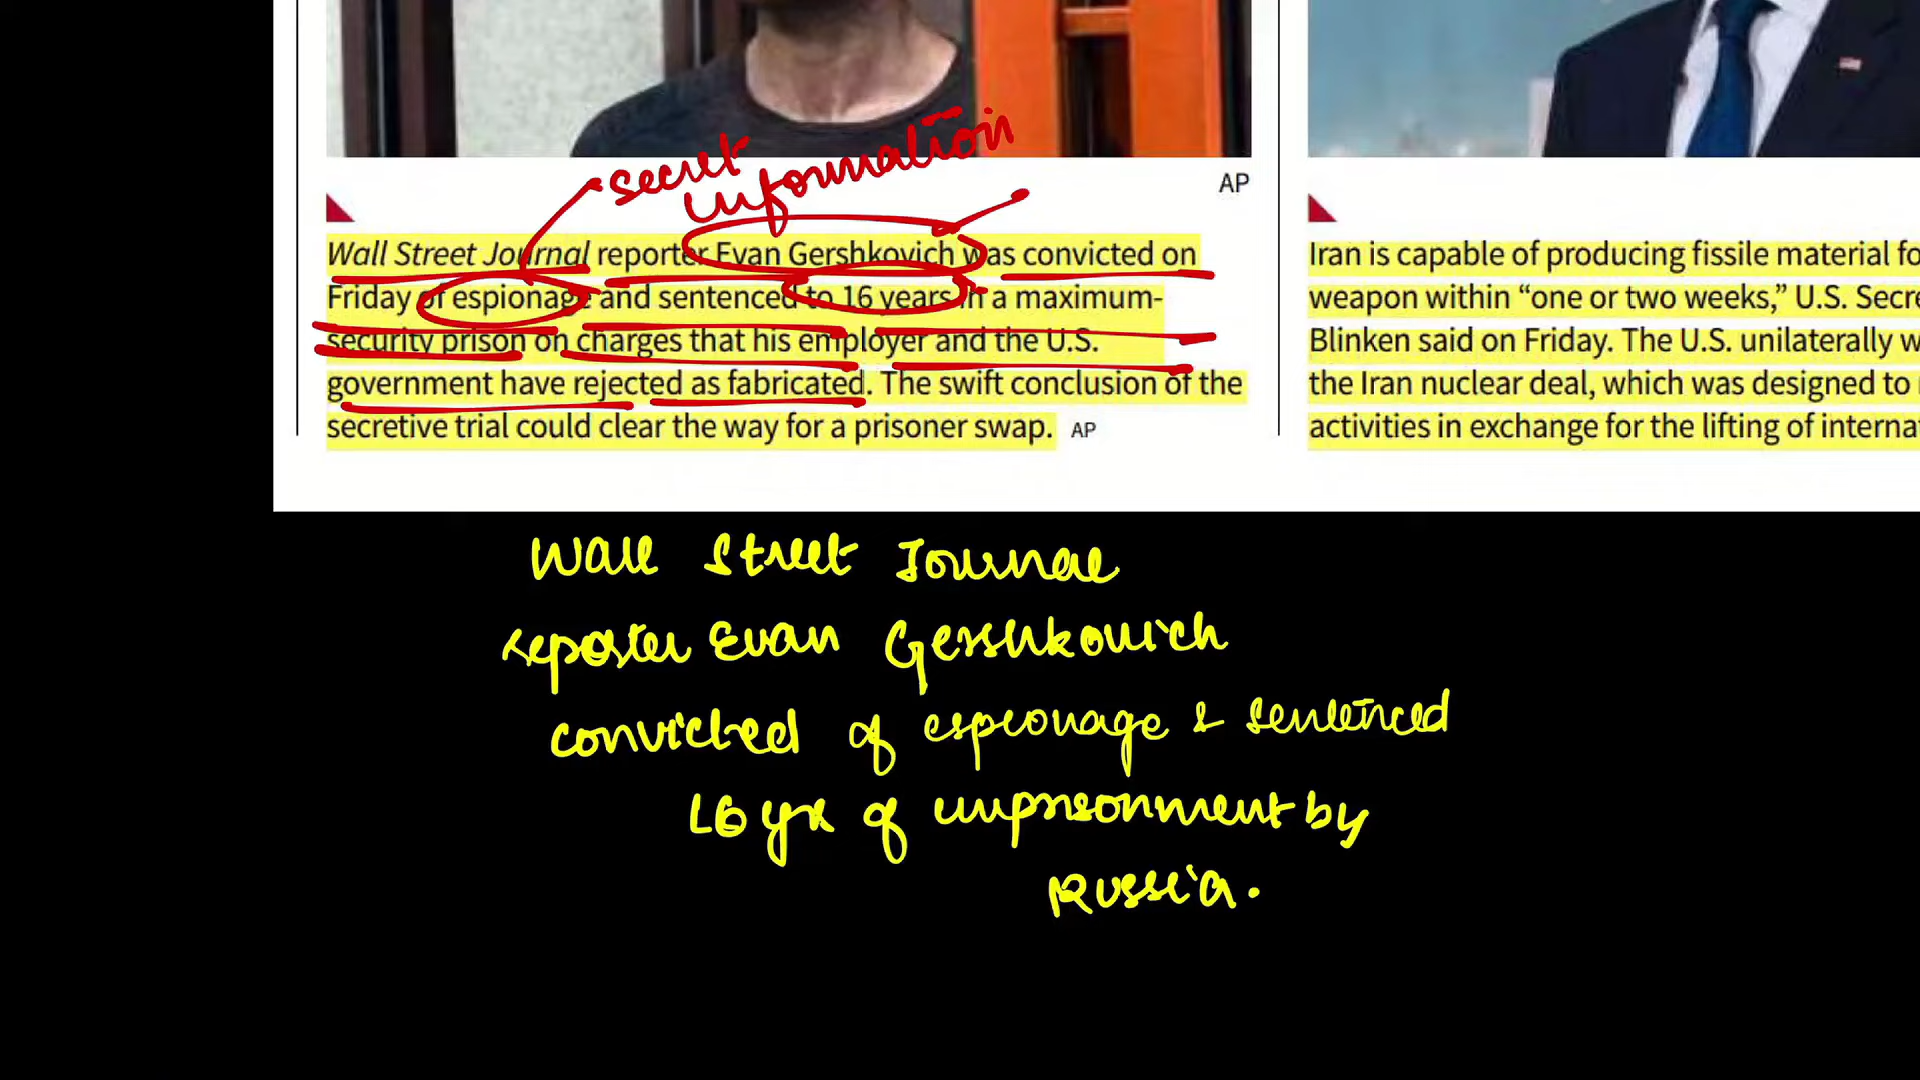 secret
information
AP
Wall Street Journal reporter Evan Gershkovich was convicted on
Friday of espionage and sentenced to 16 years in a maximum-
security prison on charges that his employer and the U.S.
government have rejected as fabricated. The swift conclusion of the
secretive trial could clear the way for a prisoner swap. AP
Iran is capable of producing fissile material fo
weapon within “one or two weeks,” U.S. Secre
Blinken said on Friday. The U.S. unilaterally w
the Iran nuclear deal, which was designed to
activities in exchange for the lifting of interna
Wall Street Journal
reporter Evan Gershkovich
convicted of espionage & sentenced
16 yrs of imprisonment by
Russia.